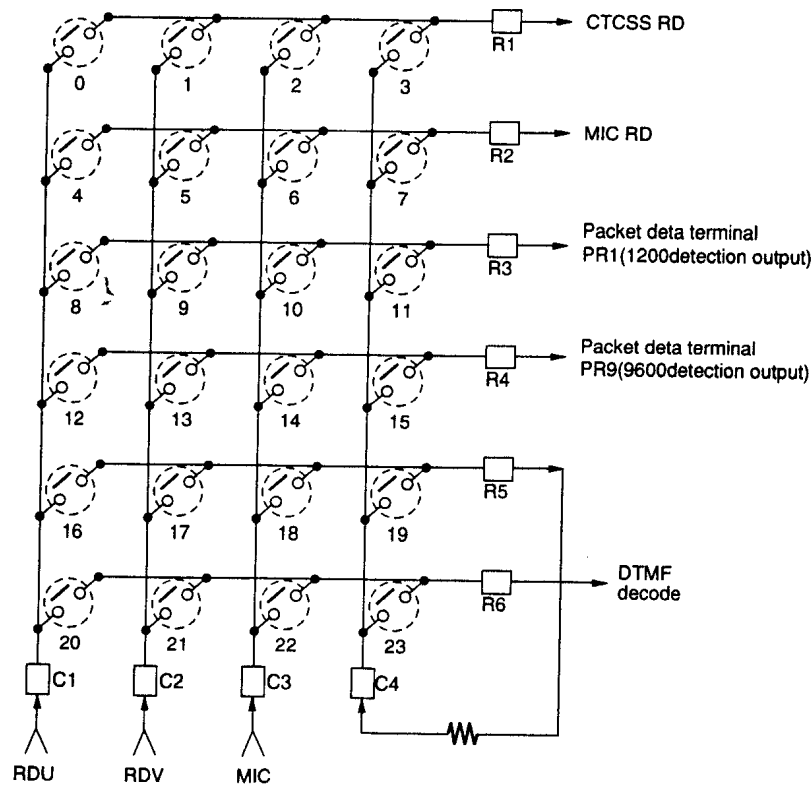 R1
CTCSS RD
0
1
2
3
R2
MIC RD
4
5
6
7
Packet deta terminal
PR1(1200detection output)
R3
8
9
10
11
Packet deta terminal
PR9(9600detection output)
R4
12
13
14
15
R5
16
17
18
19
DTMF
decode
R6
20
21
22
23
C1
C2
C3
C4
RDU
RDV
MIC